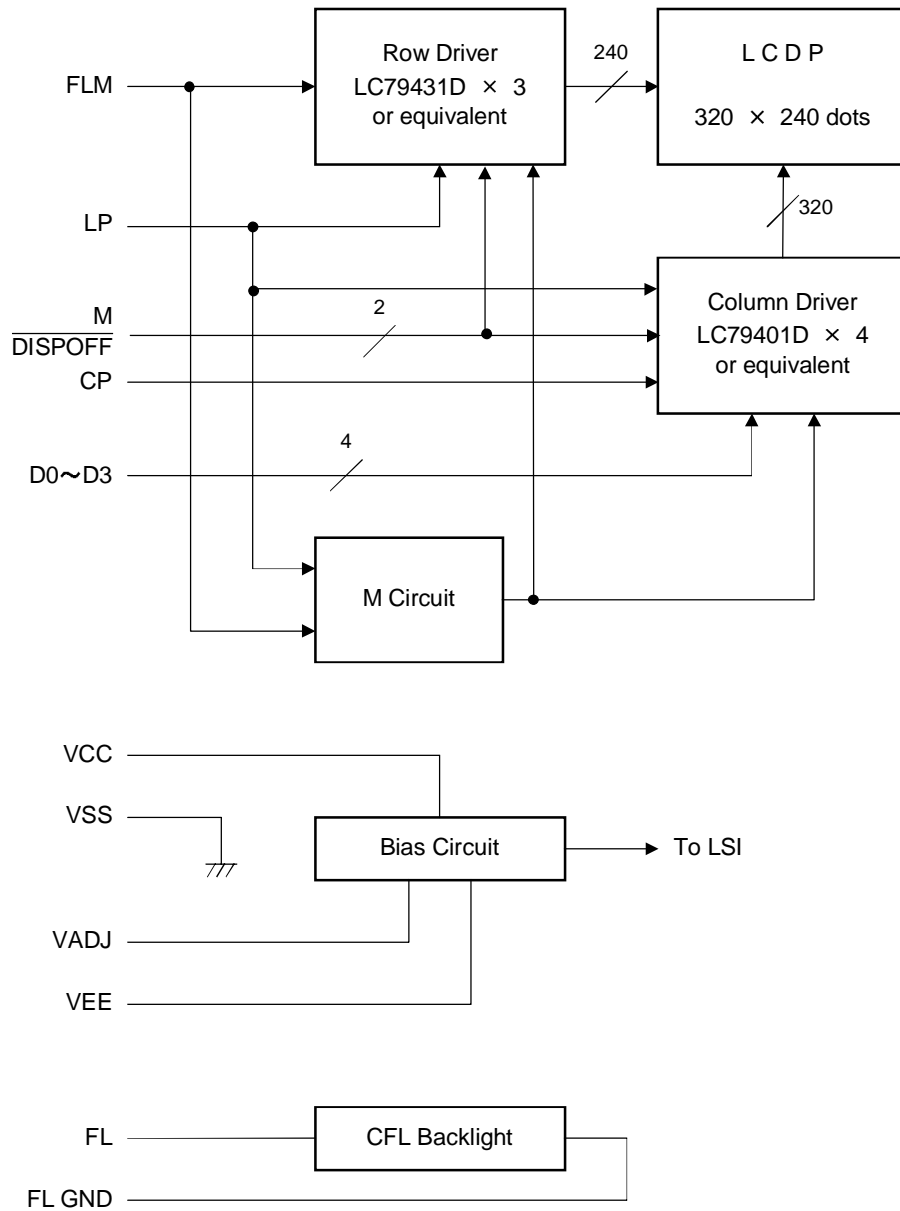 Row Driver
LC79431D × 3
or equivalent
240
L C D P
320 × 240 dots
FLM
LP
320
M
DISPOFF
2
Column Driver
LC79401D × 4
or equivalent
CP
D0～D3
4
M Circuit
VCC
VSS
Bias Circuit
To LSI
VADJ
VEE
FL
CFL Backlight
FL GND